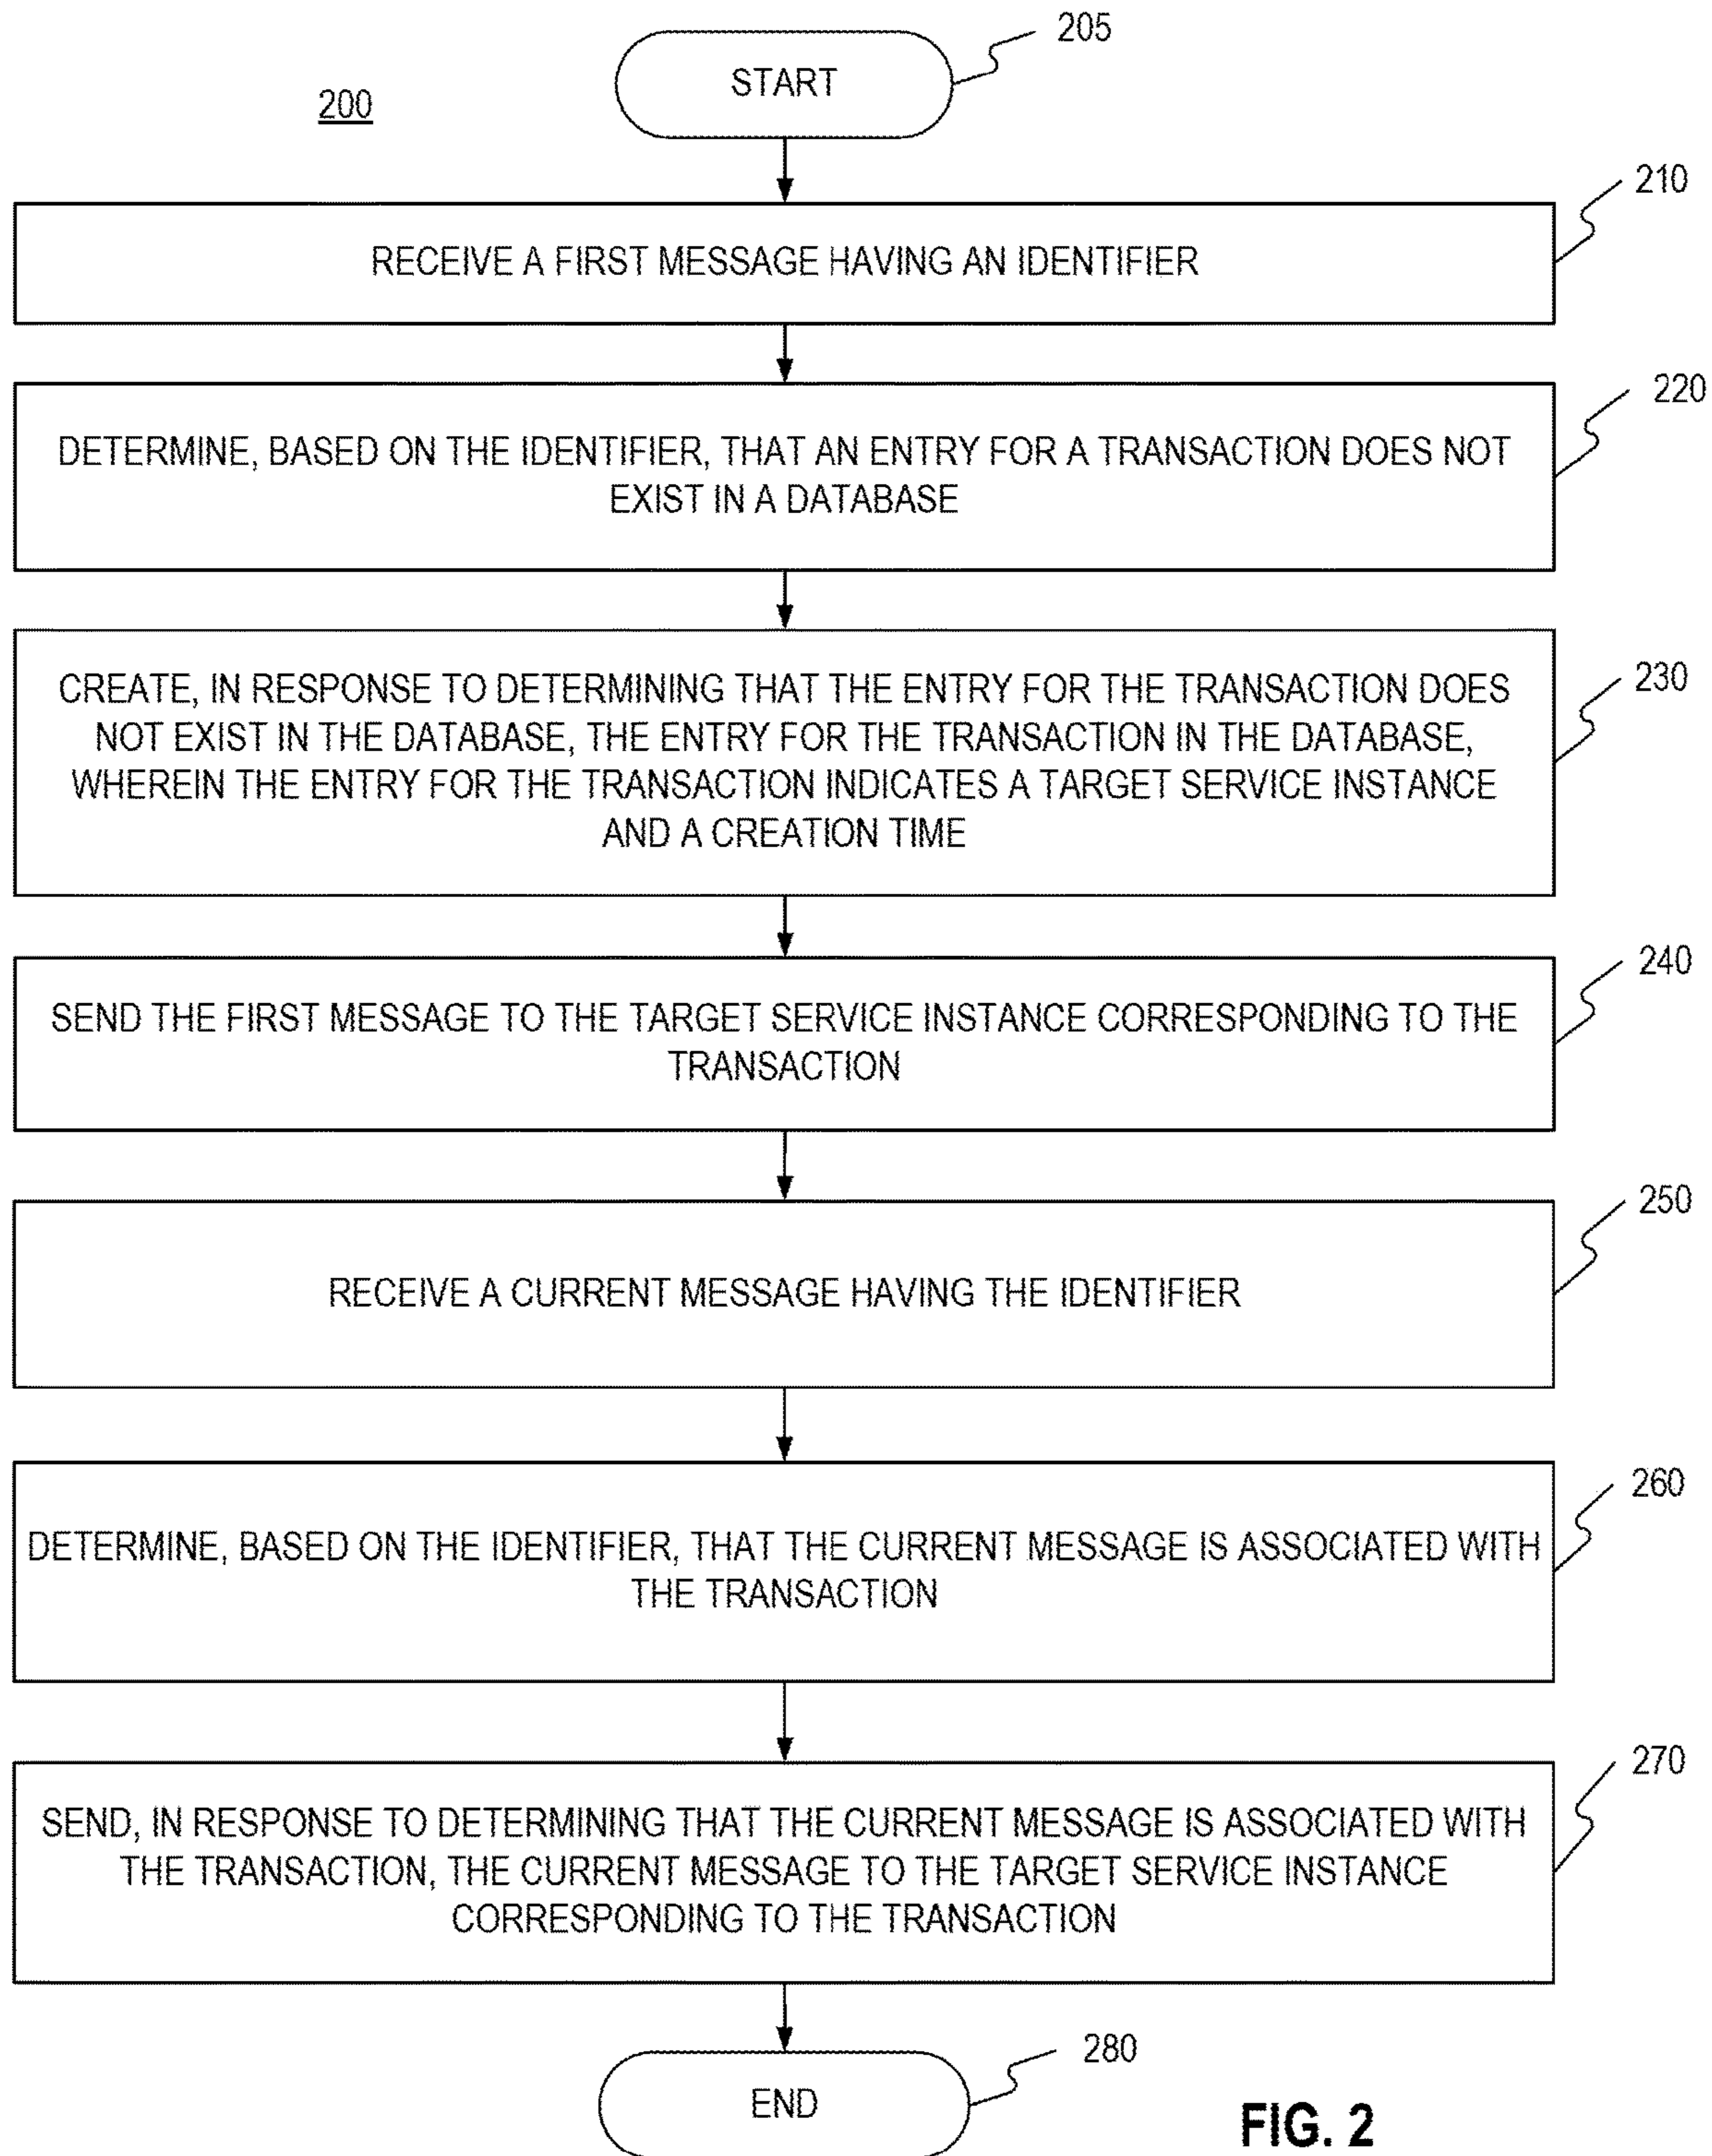 205
START
200
210
RECEIVE A FIRST MESSAGE HAVING AN IDENTIFIER
220
DETERMINE, BASED ON THE IDENTIFIER, THAT AN ENTRY FOR A TRANSACTION DOES NOT
EXIST IN A DATABASE
230
CREATE, IN RESPONSE TO DETERMINING THAT THE ENTRY FOR THE TRANSACTION DOES
NOT EXIST IN THE DATABASE, THE ENTRY FOR THE TRANSACTION IN THE DATABASE,
WHEREIN THE ENTRY FOR THE TRANSACTION INDICATES A TARGET SERVICE INSTANCE
AND A CREATION TIME
240
SEND THE FIRST MESSAGE TO THE TARGET SERVICE INSTANCE CORRESPONDING TO THE
TRANSACTION
250
RECEIVE A CURRENT MESSAGE HAVING THE IDENTIFIER
260
DETERMINE, BASED ON THE IDENTIFIER, THAT THE CURRENT MESSAGE IS ASSOCIATED WITH
THE TRANSACTION
270
SEND, IN RESPONSE TO DETERMINING THAT THE CURRENT MESSAGE IS ASSOCIATED WITH
THE TRANSACTION, THE CURRENT MESSAGE TO THE TARGET SERVICE INSTANCE
CORRESPONDING TO THE TRANSACTION
280
END
FIG. 2